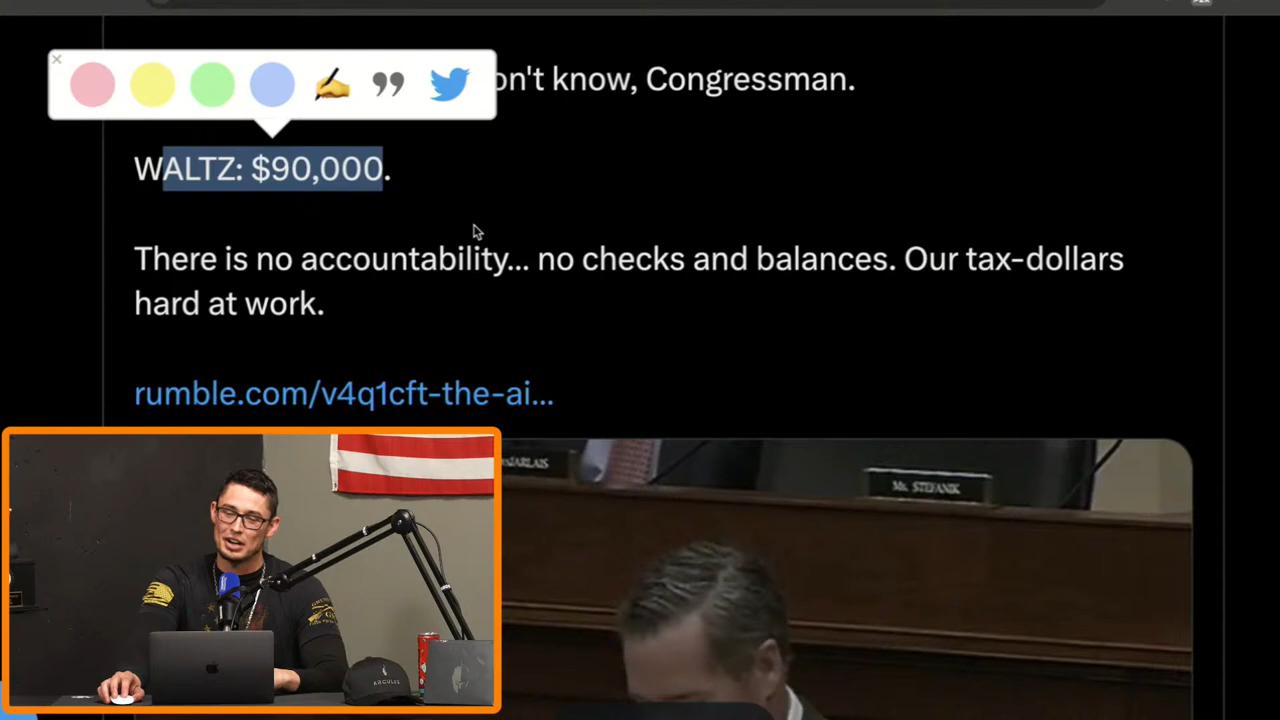 on't know, Congressman.
WALTZ: $90,000.
There is no accountability... no checks and balances. Our tax-dollars
hard at work.
rumble.com/v4q1cft-the-ai...
Ms. STEFANIK
ARCULUS